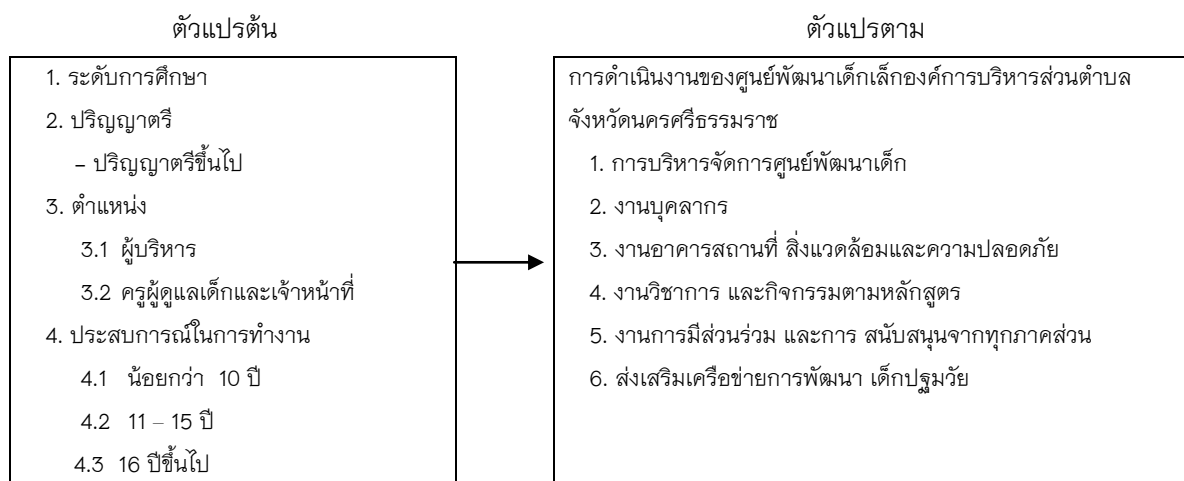 ตัวแปรต้น
1. ระดับการศึกษา
2. ปริญญาตรี
– ปริญญาตรีขึ้นไป
3. ตำแหน่ง
3.1 ผู้บริหาร
3.2 ครูผู้ดูแลเด็กและเจ้าหน้าที่
4. ประสบการณ์ในการทำงาน
4.1 น้อยกว่า 10 ปี
4.2 11 – 15 ปี
4.3 16 ปีขึ้นไป
ตัวแปรตาม
การดำเนินงานของศูนย์พัฒนาเด็กเล็กองค์การบริหารส่วนตำบล
จังหวัดนครศรีธรรมราช
1. การบริหารจัดการศูนย์พัฒนาเด็ก
2. งานบุคลากร
3. งานอาคารสถานที่ สิ่งแวดล้อมและความปลอดภัย
4. งานวิชาการ และกิจกรรมตามหลักสูตร
5. งานการมีส่วนร่วม และการ สนับสนุนจากทุกภาคส่วน
6. ส่งเสริมเครือข่ายการพัฒนา เด็กปฐมวัย